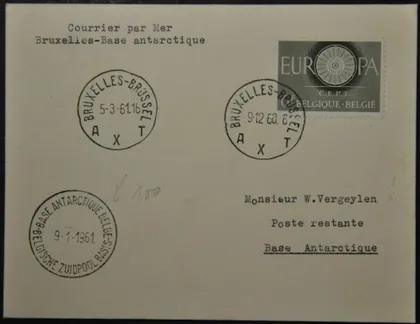 Courrier par Mer
Bruxelles-Base antarctique
EUROPA
C.E.P.T.
BELGIQUE-BELGIË
BRUXELLES-BRUSSEL
5-3-61.16
A X T
BRUXELLES-BRUSSEL
9-12 60. 6
A X T
BASE ANTARCTIQUE BELGE
9-1-1961
BELGISCHE ZUIDPOOL BASIS
100
Monsieur W.Vergeylen
Poste restante
Base Antarctique